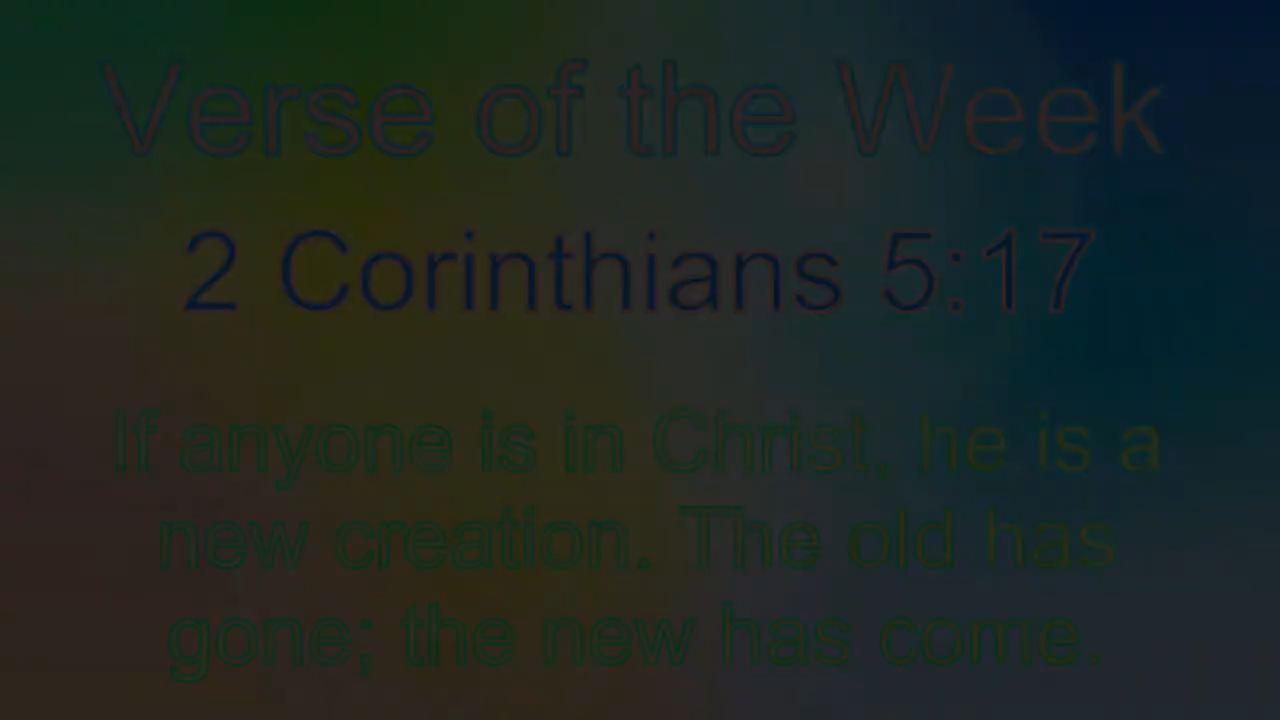 Verse of the Week
2 Corinthians 5:17
If anyone is in Christ, he is a
new creation. The old has
gone; the new has come.